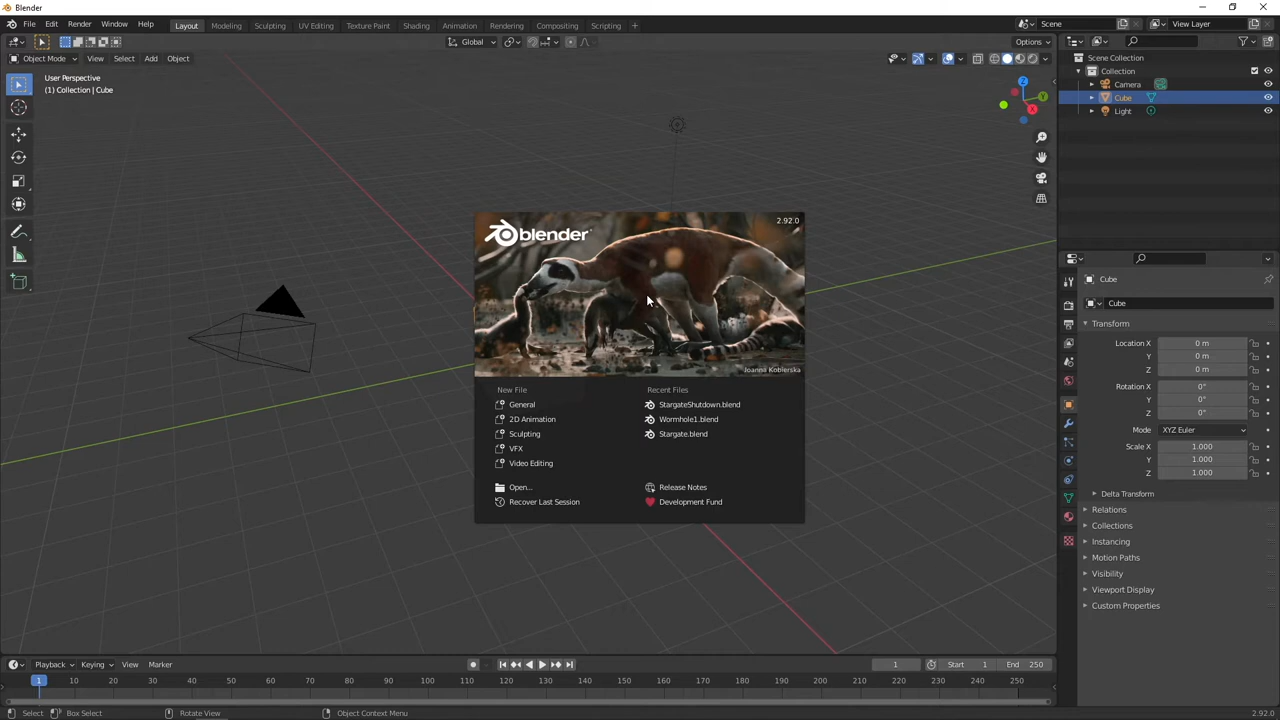 Blender
File Edit Render Window Help Layout Modeling Sculpting UV Editing Texture Paint Shading Animation Rendering Compositing Scripting + Scene View Layer
Global Options
Object Mode View Select Add Object
User Perspective
(1) Collection | Cube
Scene Collection
Collection
Camera
Cube
Light
Z
Y
X
blender
2.92.0
Joanna Kobierska
New File
General
2D Animation
Sculpting
VFX
Video Editing
Open...
Recover Last Session
Recent Files
StargateShutdown.blend
Wormhole1.blend
Stargate.blend
Release Notes
Development Fund
Cube
Cube
Transform
Location X 0 m
Y 0 m
Z 0 m
Rotation X 0°
Y 0°
Z 0°
Mode XYZ Euler
Scale X 1.000
Y 1.000
Z 1.000
Delta Transform
Relations
Collections
Instancing
Motion Paths
Visibility
Viewport Display
Custom Properties
Playback Keying View Marker 1 Start 1 End 250
1 10 20 30 40 50 60 70 80 90 100 110 120 130 140 150 160 170 180 190 200 210 220 230 240 250
Select Box Select Rotate View Object Context Menu 2.92.0